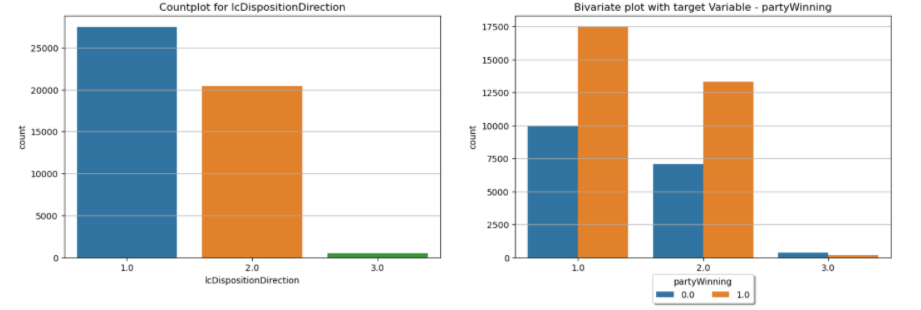 Countplot for lcDispositionDirection
count
25000
20000
15000
10000
5000
0
1.0 2.0 3.0
lcDispositionDirection
Bivariate plot with target Variable - partyWinning
count
17500
15000
12500
10000
7500
5000
2500
0
1.0 2.0 3.0
partyWinning
0.0 1.0